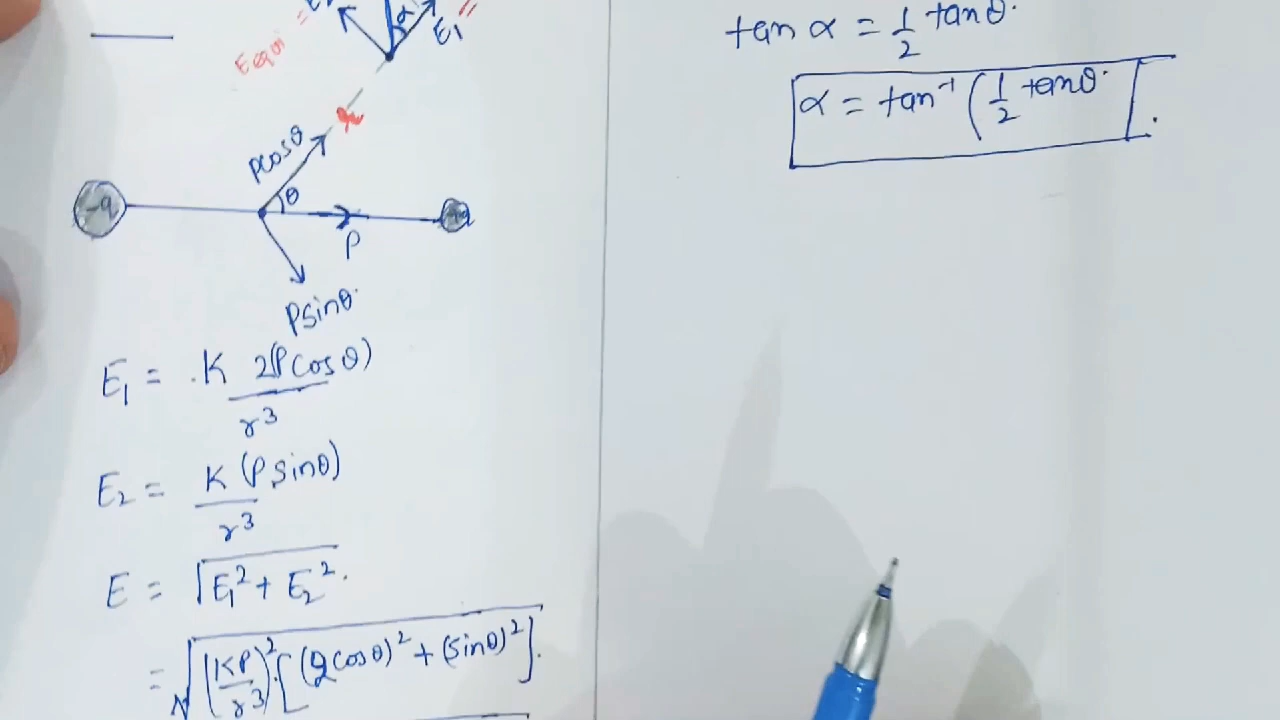 α
E₁
=
Equi
Pcosθ
θ
-q
P
Psinθ.
E₁ = .K 2(Pcosθ)
r³
E₂ = K (Psinθ)
r³
E = √E₁² + E₂².
= √(KP/r³)²[(2cosθ)² + (sinθ)²].
tan α = 1/2 tanθ.
α = tan⁻¹ (1/2 tanθ.